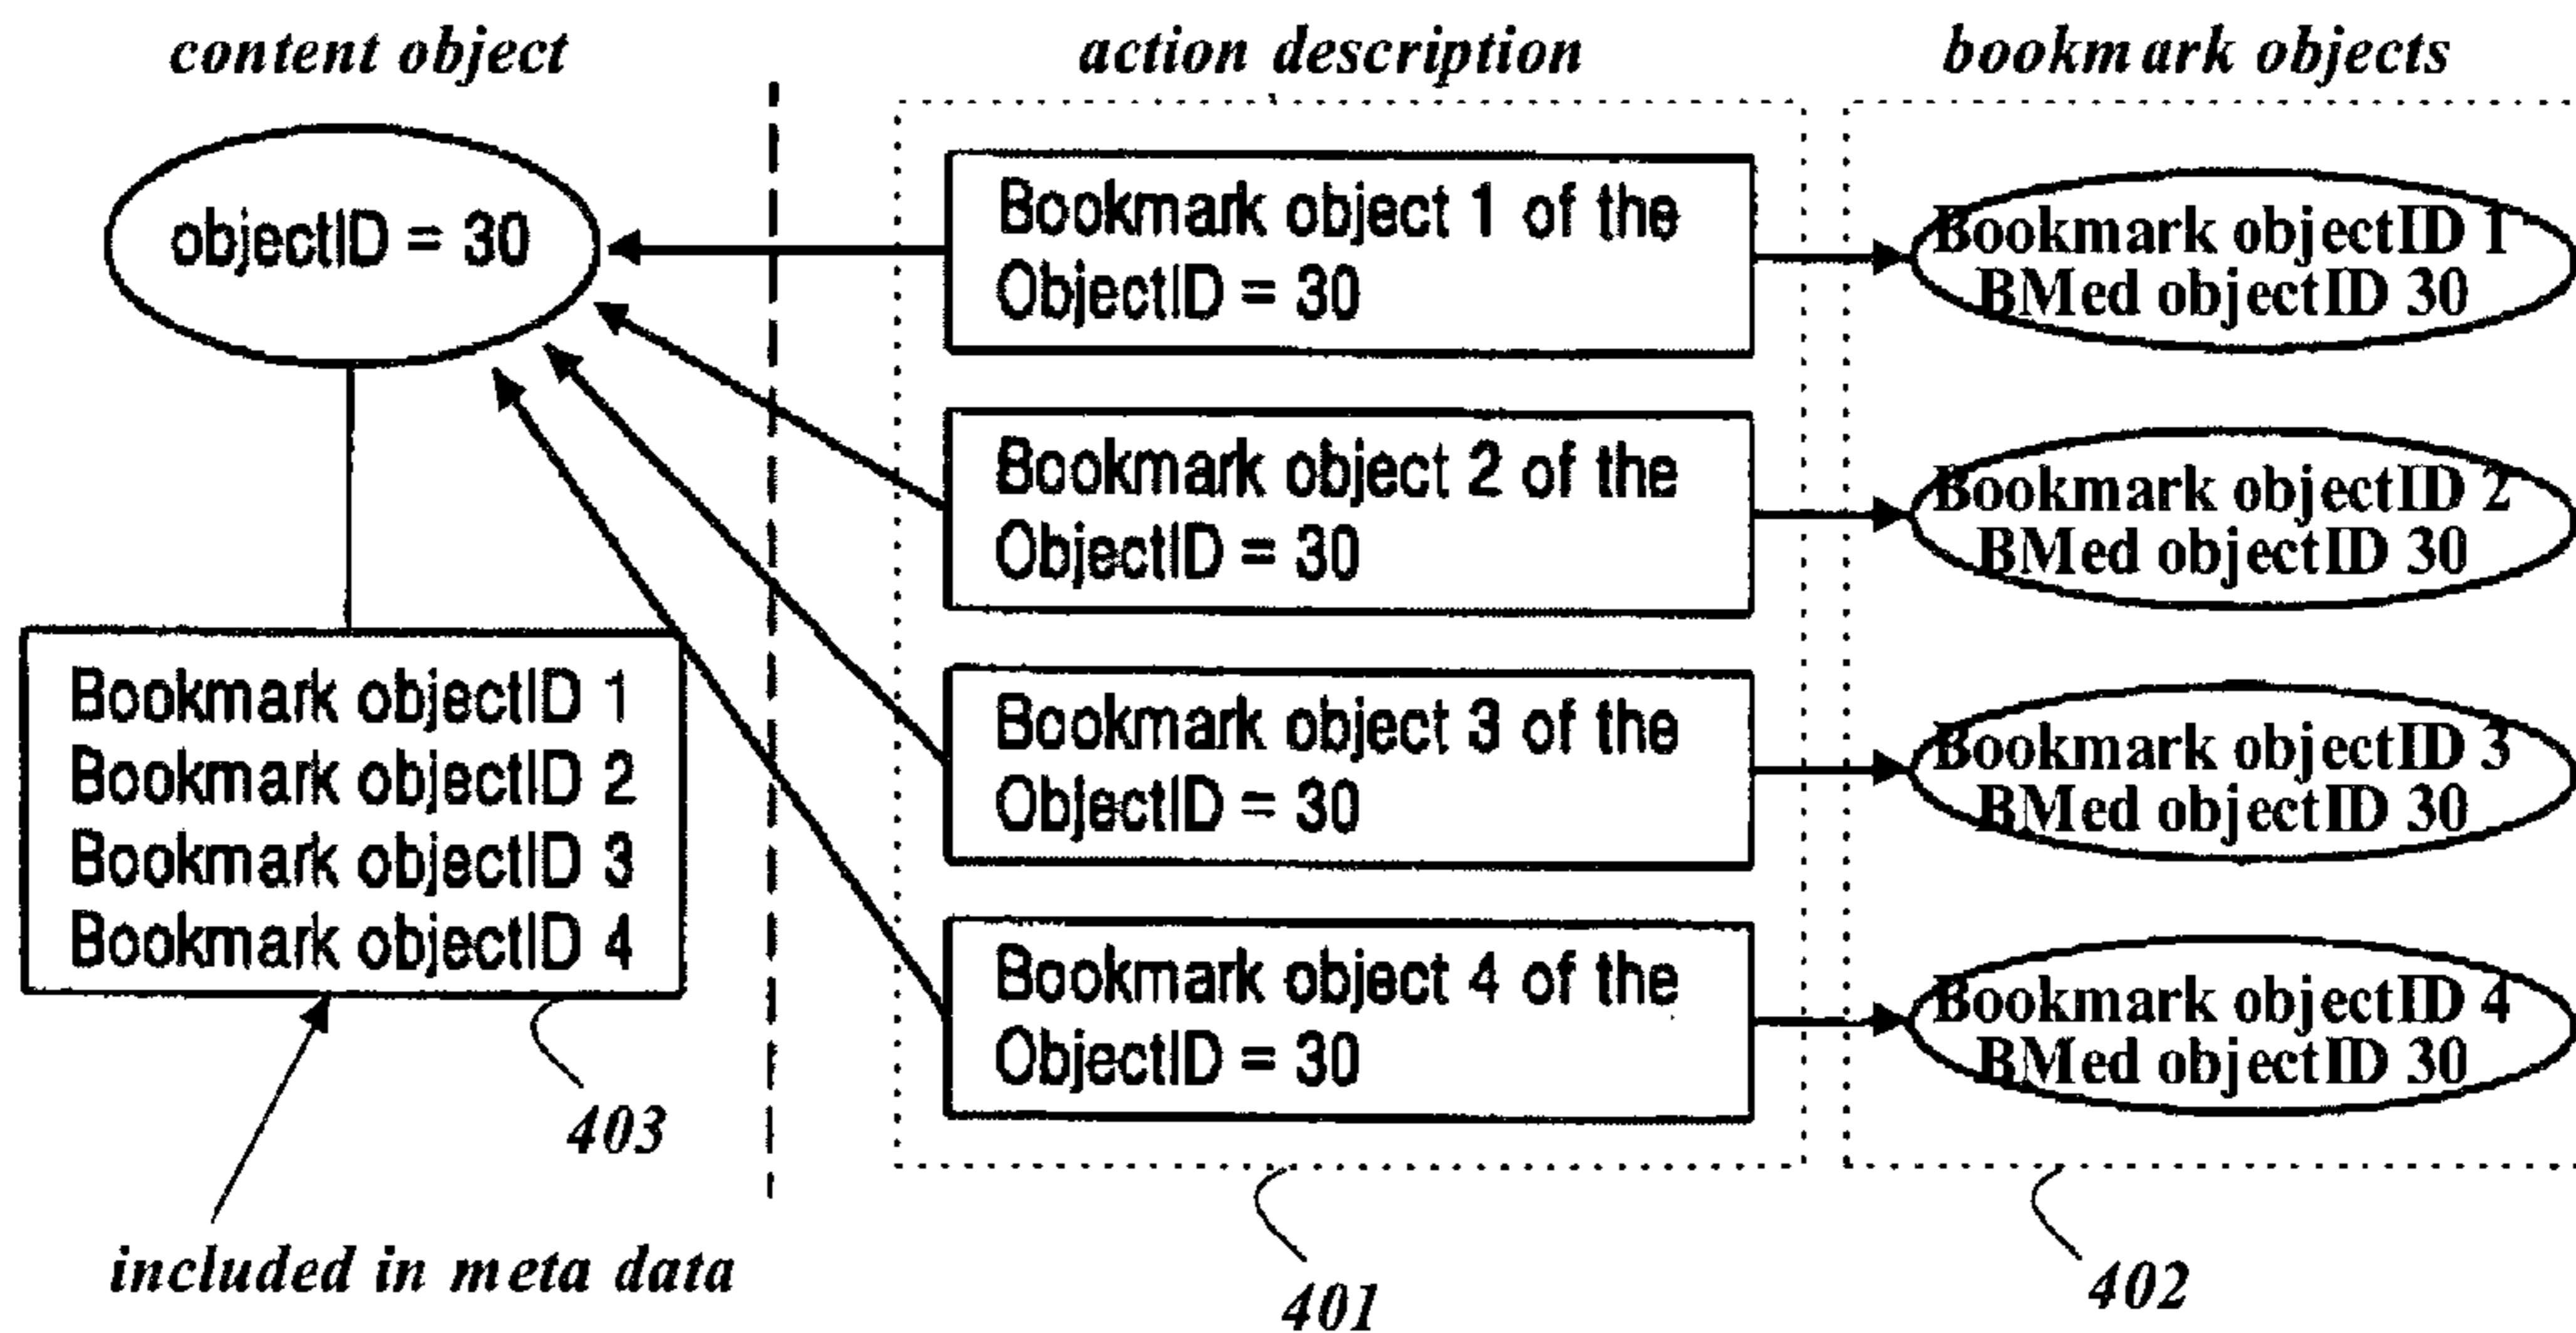 content object
action description
bookmark objects
objectID = 30
Bookmark object 1 of the
ObjectID = 30
Bookmark objectID 1
BMed objectID 30
Bookmark object 2 of the
ObjectID = 30
Bookmark objectID 2
BMed objectID 30
Bookmark objectID 1
Bookmark objectID 2
Bookmark objectID 3
Bookmark objectID 4
Bookmark object 3 of the
ObjectID = 30
Bookmark objectID 3
BMed objectID 30
Bookmark object 4 of the
ObjectID = 30
Bookmark objectID 4
BMed objectID 30
403
included in meta data
401
402